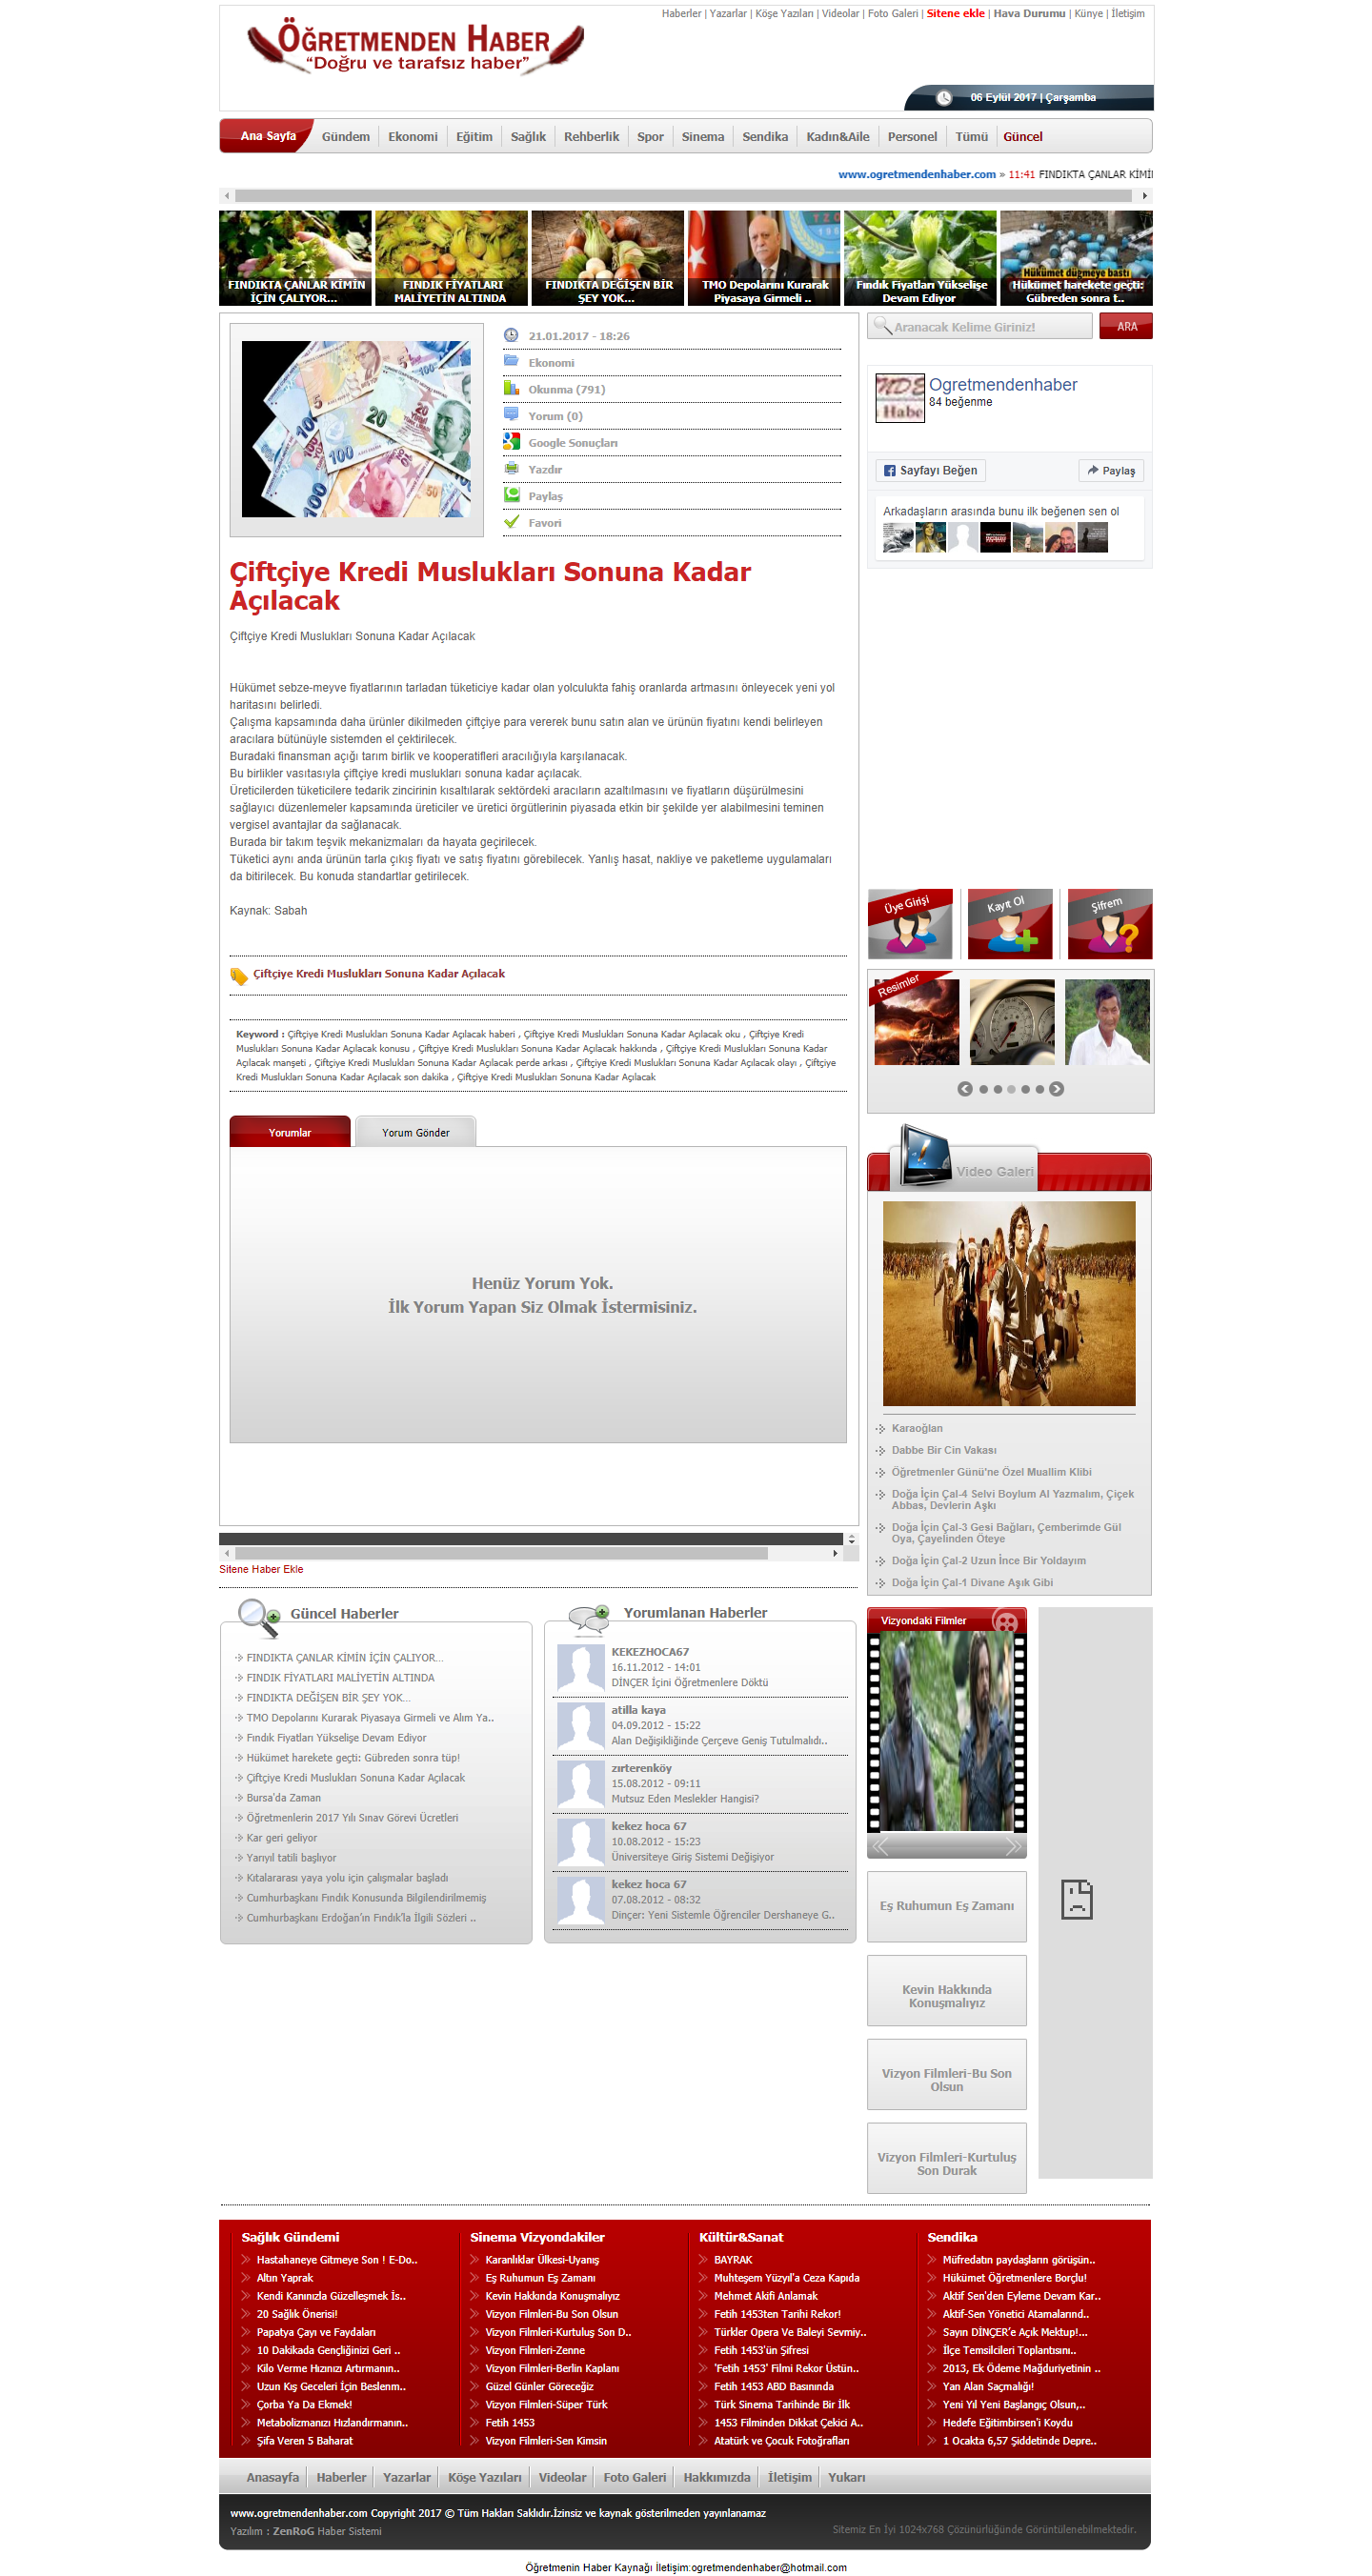 Haberler | Yazarlar | Köşe Yazıları | Videolar | Foto Galeri | Sitene ekle | Hava Durumu | Künye | İletişim
ÖĞRETMENDEN HABER
"Doğru ve tarafsız haber"
06 Eylül 2017 | Çarşamba
Ana Sayfa Gündem Ekonomi Eğitim Sağlık Rehberlik Spor Sinema Sendika Kadın&Aile Personel Tümü Güncel
www.ogretmendenhaber.com » 11:41 FINDIKTA ÇANLAR KİMİ
FINDIKTA ÇANLAR KİMİN
İÇİN ÇALIYOR...
FINDIK FİYATLARI
MALİYETİN ALTINDA
FINDIKTA DEĞİŞEN BİR
ŞEY YOK...
TMO Depolarını Kurarak
Piyasaya Girmeli ..
Fındık Fiyatları Yükselişe
Devam Ediyor
Hükümet düğmeye bastı
Hükümet harekete geçti:
Gübreden sonra t..
21.01.2017 - 18:26
Ekonomi
Okunma (791)
Yorum (0)
Google Sonuçları
Yazdır
Paylaş
Favori
Aranacak Kelime Giriniz!
ARA
Ogretmendenhaber
84 beğenme
Sayfayı Beğen
Paylaş
Arkadaşların arasında bunu ilk beğenen sen ol
Çiftçiye Kredi Muslukları Sonuna Kadar
Açılacak
Çiftçiye Kredi Muslukları Sonuna Kadar Açılacak
Hükümet sebze-meyve fiyatlarının tarladan tüketiciye kadar olan yolculukta fahiş oranlarda artmasını önleyecek yeni yol
haritasını belirledi.
Çalışma kapsamında daha ürünler dikilmeden çiftçiye para vererek bunu satın alan ve ürünün fiyatını kendi belirleyen
aracılara bütünüyle sistemden el çektirilecek.
Buradaki finansman açığı tarım birlik ve kooperatifleri aracılığıyla karşılanacak.
Bu birlikler vasıtasıyla çiftçiye kredi muslukları sonuna kadar açılacak.
Üreticilerden tüketicilere tedarik zincirinin kısaltılarak sektördeki aracıların azaltılmasını ve fiyatların düşürülmesini
sağlayıcı düzenlemeler kapsamında üreticiler ve üretici örgütlerinin piyasada etkin bir şekilde yer alabilmesini teminen
vergisel avantajlar da sağlanacak.
Burada bir takım teşvik mekanizmaları da hayata geçirilecek.
Tüketici aynı anda ürünün tarla çıkış fiyatı ve satış fiyatını görebilecek. Yanlış hasat, nakliye ve paketleme uygulamaları
da bitirilecek. Bu konuda standartlar getirilecek.
Kaynak: Sabah
Üye Girişi
Kayıt Ol
Şifrem
Çiftçiye Kredi Muslukları Sonuna Kadar Açılacak
Resimler
Keyword : Çiftçiye Kredi Muslukları Sonuna Kadar Açılacak haberi , Çiftçiye Kredi Muslukları Sonuna Kadar Açılacak oku , Çiftçiye Kredi
Muslukları Sonuna Kadar Açılacak konusu , Çiftçiye Kredi Muslukları Sonuna Kadar Açılacak hakkında , Çiftçiye Kredi Muslukları Sonuna Kadar
Açılacak manşeti , Çiftçiye Kredi Muslukları Sonuna Kadar Açılacak perde arkası , Çiftçiye Kredi Muslukları Sonuna Kadar Açılacak olayı , Çiftçiye
Kredi Muslukları Sonuna Kadar Açılacak son dakika , Çiftçiye Kredi Muslukları Sonuna Kadar Açılacak
Yorumlar
Yorum Gönder
Henüz Yorum Yok.
İlk Yorum Yapan Siz Olmak İstermisiniz.
Video Galeri
Karaoğlan
Dabbe Bir Cin Vakası
Öğretmenler Günü'ne Özel Muallim Klibi
Doğa İçin Çal-4 Selvi Boylum Al Yazmalım, Çiçek
Abbas, Devlerin Aşkı
Doğa İçin Çal-3 Gesi Bağları, Çemberimde Gül
Oya, Çayelinden Öteye
Doğa İçin Çal-2 Uzun İnce Bir Yoldayım
Doğa İçin Çal-1 Divane Aşık Gibi
Sitene Haber Ekle
Güncel Haberler
FINDIKTA ÇANLAR KİMİN İÇİN ÇALIYOR...
FINDIK FİYATLARI MALİYETİN ALTINDA
FINDIKTA DEĞİŞEN BİR ŞEY YOK...
TMO Depolarını Kurarak Piyasaya Girmeli ve Alım Ya..
Fındık Fiyatları Yükselişe Devam Ediyor
Hükümet harekete geçti: Gübreden sonra tüp!
Çiftçiye Kredi Muslukları Sonuna Kadar Açılacak
Bursa'da Zaman
Öğretmenlerin 2017 Yılı Sınav Görevi Ücretleri
Kar geri geliyor
Yarıyıl tatili başlıyor
Kıtalararası yaya yolu için çalışmalar başladı
Cumhurbaşkanı Fındık Konusunda Bilgilendirilmemiş
Cumhurbaşkanı Erdoğan'ın Fındık'la İlgili Sözleri ..
Yorumlanan Haberler
KEKEZHOCA67
16.11.2012 - 14:01
DİNÇER İçini Öğretmenlere Döktü
atilla kaya
04.09.2012 - 15:22
Alan Değişikliğinde Çerçeve Geniş Tutulmalıdı..
zırterenköy
15.08.2012 - 09:11
Mutsuz Eden Meslekler Hangisi?
kekez hoca 67
10.08.2012 - 15:23
Üniversiteye Giriş Sistemi Değişiyor
kekez hoca 67
07.08.2012 - 08:32
Dinçer: Yeni Sistemle Öğrenciler Dershaneye G..
Vizyondaki Filmler
Eş Ruhumun Eş Zamanı
Kevin Hakkında
Konuşmalıyız
Vizyon Filmleri-Bu Son
Olsun
Vizyon Filmleri-Kurtuluş
Son Durak
Sağlık Gündemi
Hastahaneye Gitmeye Son ! E-Do..
Altın Yaprak
Kendi Kanınızla Güzelleşmek İs..
20 Sağlık Önerisi!
Papatya Çayı ve Faydaları
10 Dakikada Gençliğinizi Geri ..
Kilo Verme Hızınızı Artırmanın..
Uzun Kış Geceleri İçin Beslenm..
Çorba Ya Da Ekmek!
Metabolizmanızı Hızlandırmanın..
Şifa Veren 5 Baharat
Sinema Vizyondakiler
Karanlıklar Ülkesi-Uyanış
Eş Ruhumun Eş Zamanı
Kevin Hakkında Konuşmalıyız
Vizyon Filmleri-Bu Son Olsun
Vizyon Filmleri-Kurtuluş Son D..
Vizyon Filmleri-Zenne
Vizyon Filmleri-Berlin Kaplanı
Güzel Günler Göreceğiz
Vizyon Filmleri-Süper Türk
Fetih 1453
Vizyon Filmleri-Sen Kimsin
Kültür&Sanat
BAYRAK
Muhteşem Yüzyıl'a Ceza Kapıda
Mehmet Akifi Anlamak
Fetih 1453ten Tarihi Rekor!
Türkler Opera Ve Baleyi Sevmiy..
Fetih 1453'ün Şifresi
'Fetih 1453' Filmi Rekor Üstün..
Fetih 1453 ABD Basınında
Türk Sinema Tarihinde Bir İlk
1453 Filminden Dikkat Çekici A..
Atatürk ve Çocuk Fotoğrafları
Sendika
Müfredatın paydaşların görüşün..
Hükümet Öğretmenlere Borçlu!
Aktif Sen'den Eyleme Devam Kar..
Aktif-Sen Yönetici Atamalarınd..
Sayın DİNÇER'e Açık Mektup!...
İlçe Temsilcileri Toplantısını..
2013, Ek Ödeme Mağduriyetinin ..
Yan Alan Saçmalığı!
Yeni Yıl Yeni Başlangıç Olsun,..
Hedefe Eğitimbirsen'i Koydu
1 Ocakta 6,57 Şiddetinde Depre..
Anasayfa Haberler Yazarlar Köşe Yazıları Videolar Foto Galeri Hakkımızda İletişim Yukarı
www.ogretmendenhaber.com Copyright 2017 © Tüm Hakları Saklıdır.İzinsiz ve kaynak gösterilmeden yayınlanamaz
Yazılım : ZenRoG Haber Sistemi
Sitemiz En İyi 1024x768 Çözünürlüğünde Görüntülenebilmektedir.
Öğretmenin Haber Kaynağı İletişim:ogretmendenhaber@hotmail.com